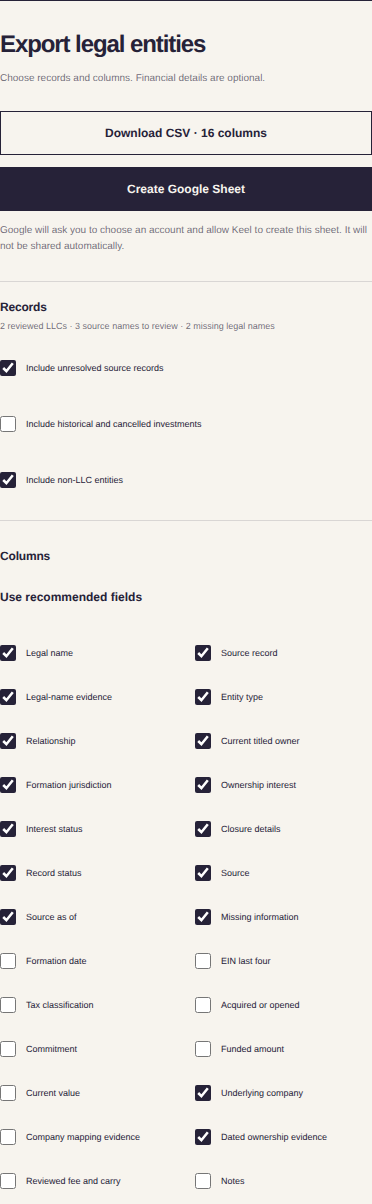 Export legal entities
Choose records and columns. Financial details are optional.
Download CSV · 16 columns
Create Google Sheet
Google will ask you to choose an account and allow Keel to create this sheet. It will
not be shared automatically.
Records
2 reviewed LLCs · 3 source names to review · 2 missing legal names
Include unresolved source records
Include historical and cancelled investments
Include non-LLC entities
Columns
Use recommended fields
Legal name
Source record
Legal-name evidence
Entity type
Relationship
Current titled owner
Formation jurisdiction
Ownership interest
Interest status
Closure details
Record status
Source
Source as of
Missing information
Formation date
EIN last four
Tax classification
Acquired or opened
Commitment
Funded amount
Current value
Underlying company
Company mapping evidence
Dated ownership evidence
Reviewed fee and carry
Notes